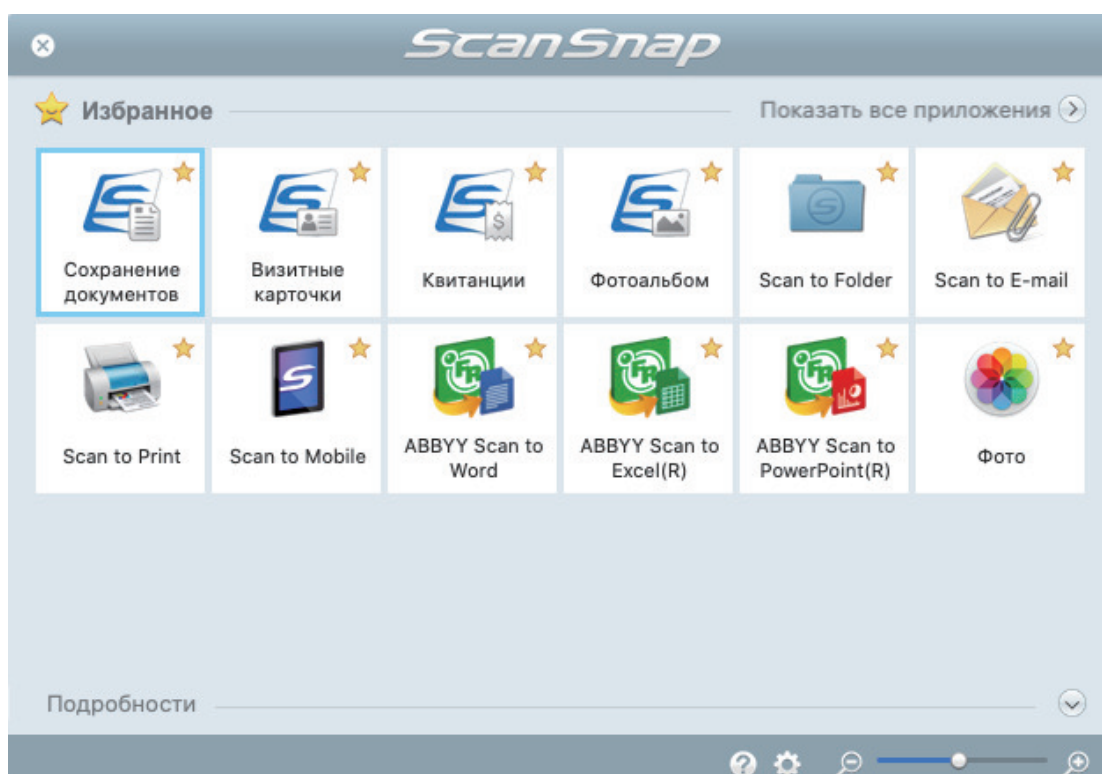 ScanSnap
Избранное
Показать все приложения
Сохранение
документов
Визитные
карточки
Квитанции
Фотоальбом
Scan to Folder
Scan to E-mail
Scan to Print
Scan to Mobile
ABBYY Scan to
Word
ABBYY Scan to
Excel(R)
ABBYY Scan to
PowerPoint(R)
Фото
Подробности